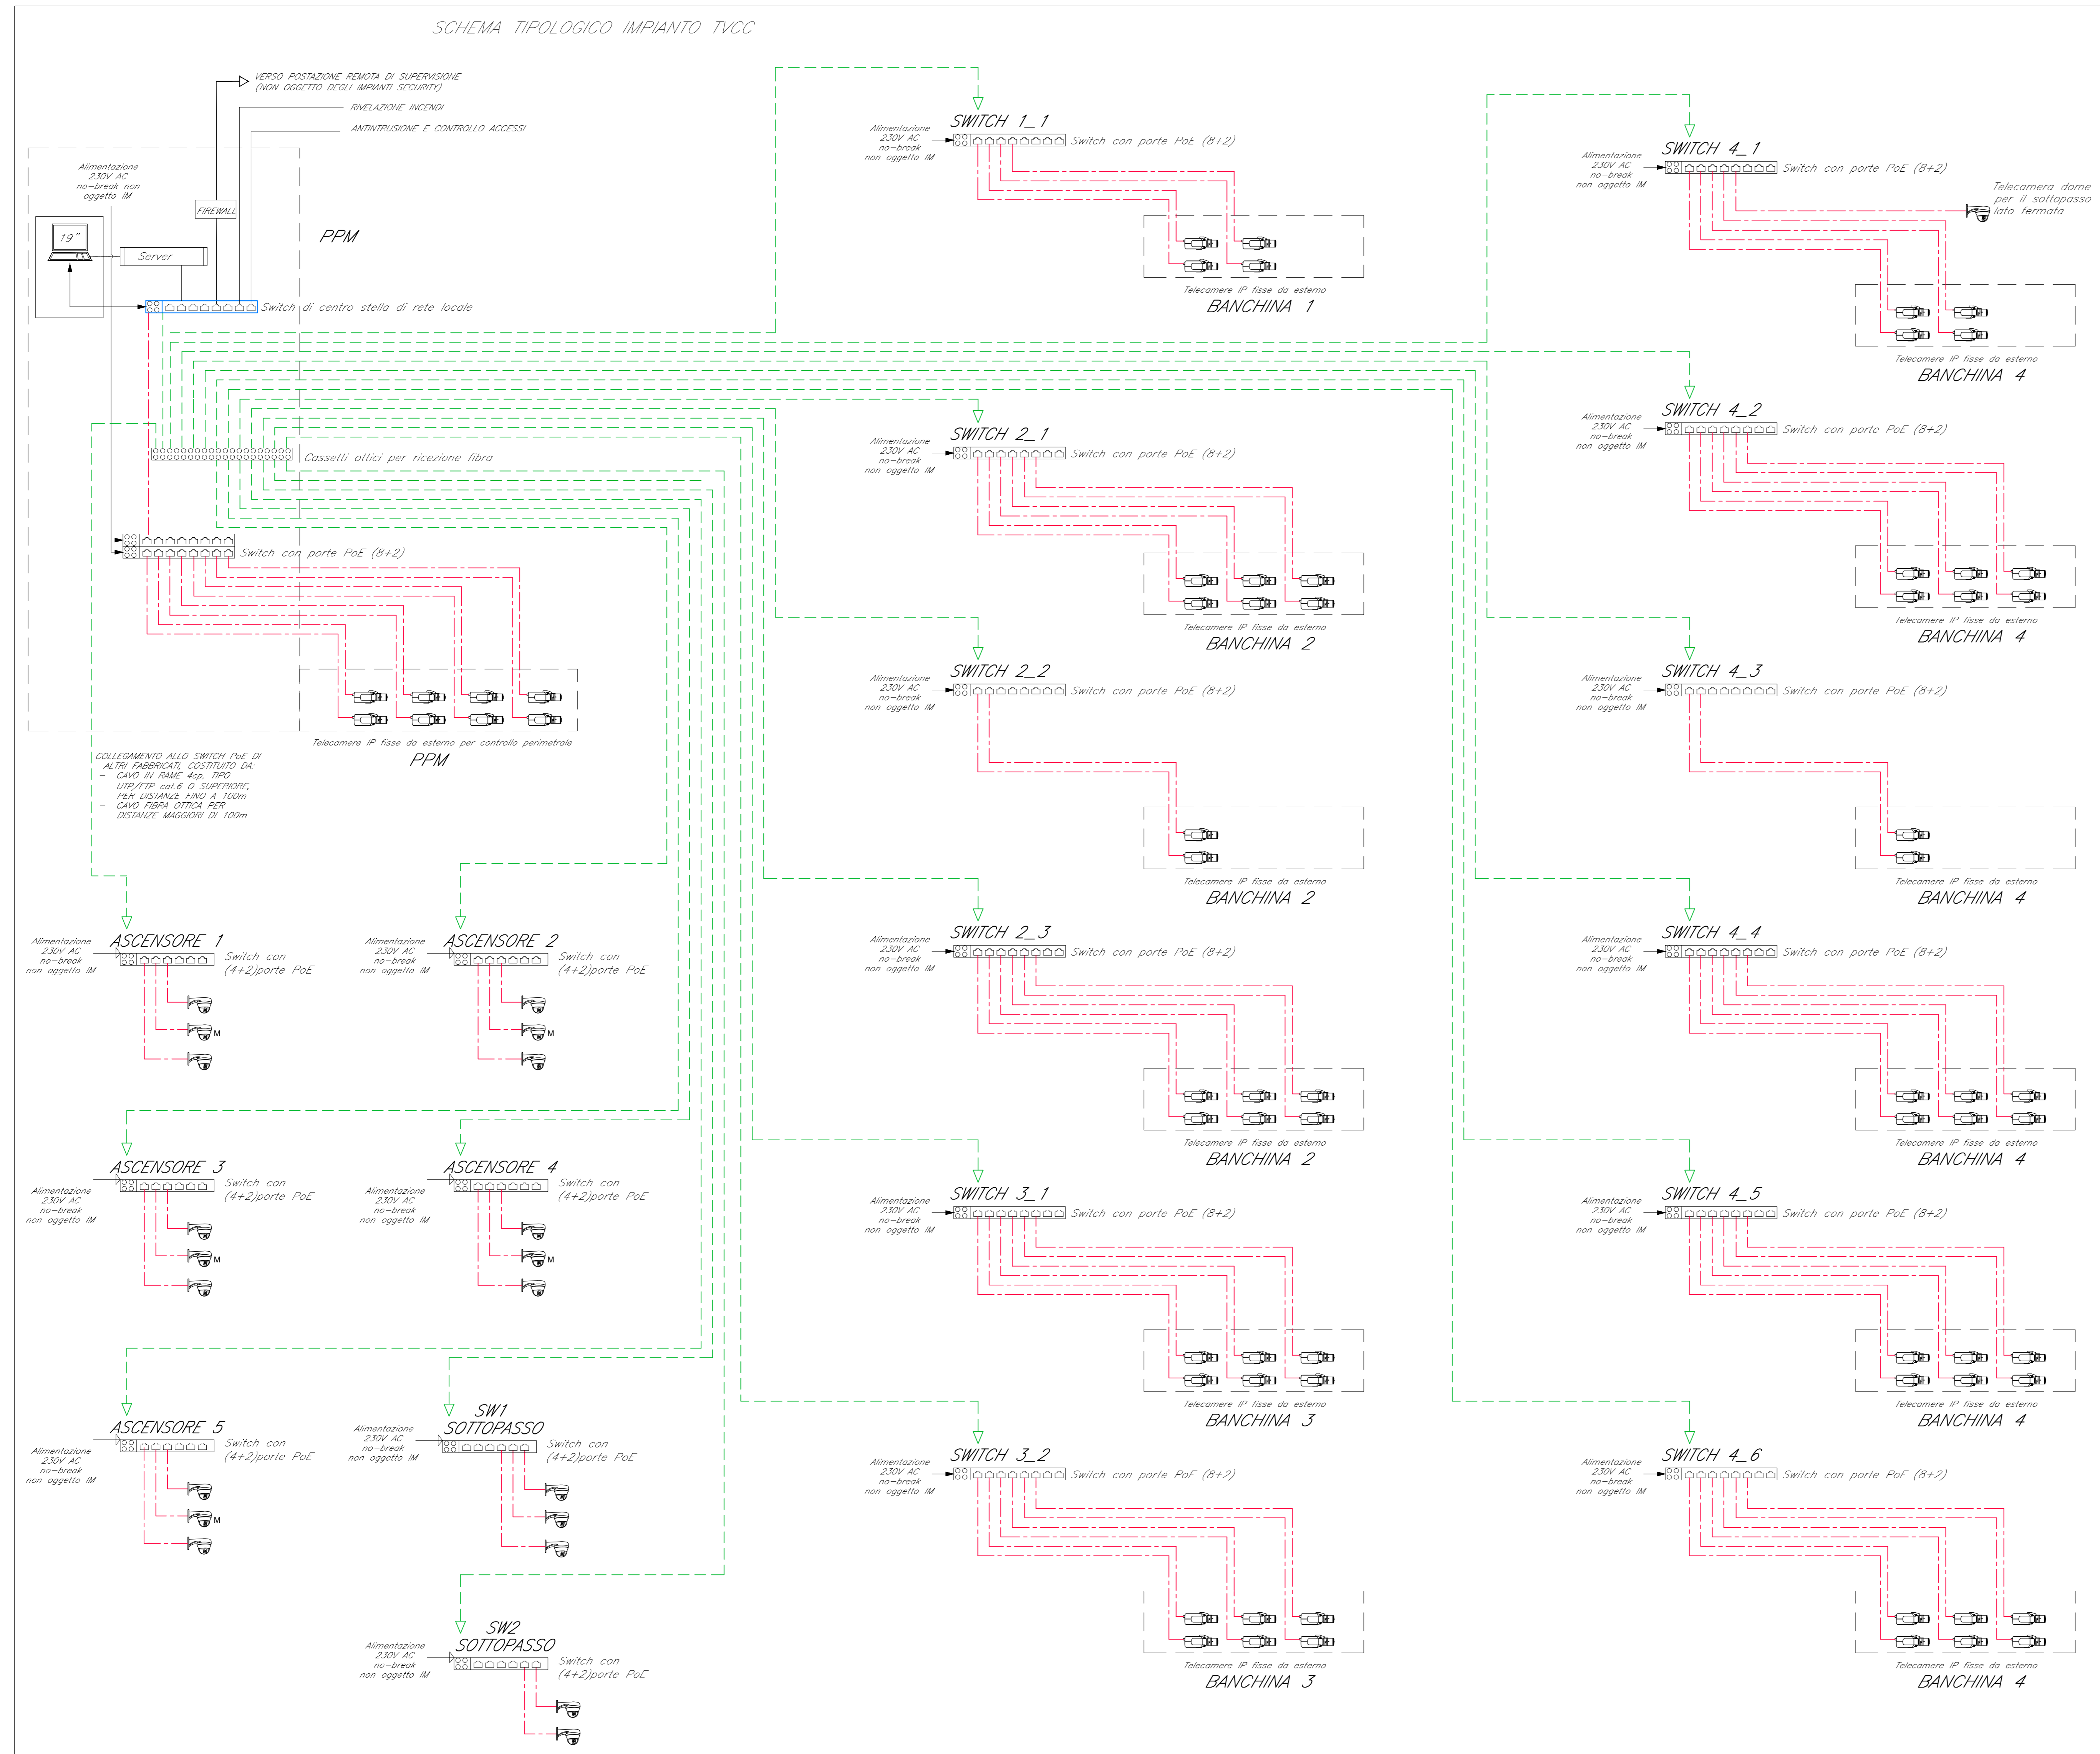 SCHEMA TIPOLOGICO IMPIANTO TVCC
VERSO POSTAZIONE REMOTA DI SUPERVISIONE
(NON OGGETTO DEGLI IMPIANTI SECURITY)
RIVELAZIONE INCENDI
ANTINTRUSIONE E CONTROLLO ACCESSI
Alimentazione
230V AC
no-break non
oggetto IM
FIREWALL
PPM
19"
Server
Switch di centro stella di rete locale
Cassetti ottici per ricezione fibra
Switch con porte PoE (8+2)
Telecamere IP fisse da esterno per controllo perimetrale
PPM
COLLEGAMENTO ALLO SWITCH PoE DI
ALTRI FABBRICATI, COSTITUITO DA:
- CAVO IN RAME 4cp, TIPO
UTP/FTP cat.6 O SUPERIORE,
PER DISTANZE FINO A 100m
- CAVO FIBRA OTTICA PER
DISTANZE MAGGIORI DI 100m
ASCENSORE 1
Alimentazione
230V AC
no-break
non oggetto IM
Switch con
(4+2)porte PoE
M
ASCENSORE 2
Alimentazione
230V AC
no-break
non oggetto IM
Switch con
(4+2)porte PoE
M
ASCENSORE 3
Alimentazione
230V AC
no-break
non oggetto IM
Switch con
(4+2)porte PoE
M
ASCENSORE 4
Alimentazione
230V AC
no-break
non oggetto IM
Switch con
(4+2)porte PoE
M
ASCENSORE 5
Alimentazione
230V AC
no-break
non oggetto IM
Switch con
(4+2)porte PoE
M
SW1
SOTTOPASSO
Alimentazione
230V AC
no-break
non oggetto IM
Switch con
(4+2)porte PoE
SW2
SOTTOPASSO
Alimentazione
230V AC
no-break
non oggetto IM
Switch con
(4+2)porte PoE
SWITCH 1_1
Alimentazione
230V AC
no-break
non oggetto IM
Switch con porte PoE (8+2)
Telecamere IP fisse da esterno
BANCHINA 1
SWITCH 2_1
Alimentazione
230V AC
no-break
non oggetto IM
Switch con porte PoE (8+2)
Telecamere IP fisse da esterno
BANCHINA 2
SWITCH 2_2
Alimentazione
230V AC
no-break
non oggetto IM
Switch con porte PoE (8+2)
Telecamere IP fisse da esterno
BANCHINA 2
SWITCH 2_3
Alimentazione
230V AC
no-break
non oggetto IM
Switch con porte PoE (8+2)
Telecamere IP fisse da esterno
BANCHINA 2
SWITCH 3_1
Alimentazione
230V AC
no-break
non oggetto IM
Switch con porte PoE (8+2)
Telecamere IP fisse da esterno
BANCHINA 3
SWITCH 3_2
Alimentazione
230V AC
no-break
non oggetto IM
Switch con porte PoE (8+2)
Telecamere IP fisse da esterno
BANCHINA 3
SWITCH 4_1
Alimentazione
230V AC
no-break
non oggetto IM
Switch con porte PoE (8+2)
Telecamera dome
per il sottopasso
lato fermata
Telecamere IP fisse da esterno
BANCHINA 4
SWITCH 4_2
Alimentazione
230V AC
no-break
non oggetto IM
Switch con porte PoE (8+2)
Telecamere IP fisse da esterno
BANCHINA 4
SWITCH 4_3
Alimentazione
230V AC
no-break
non oggetto IM
Switch con porte PoE (8+2)
Telecamere IP fisse da esterno
BANCHINA 4
SWITCH 4_4
Alimentazione
230V AC
no-break
non oggetto IM
Switch con porte PoE (8+2)
Telecamere IP fisse da esterno
BANCHINA 4
SWITCH 4_5
Alimentazione
230V AC
no-break
non oggetto IM
Switch con porte PoE (8+2)
Telecamere IP fisse da esterno
BANCHINA 4
SWITCH 4_6
Alimentazione
230V AC
no-break
non oggetto IM
Switch con porte PoE (8+2)
Telecamere IP fisse da esterno
BANCHINA 4